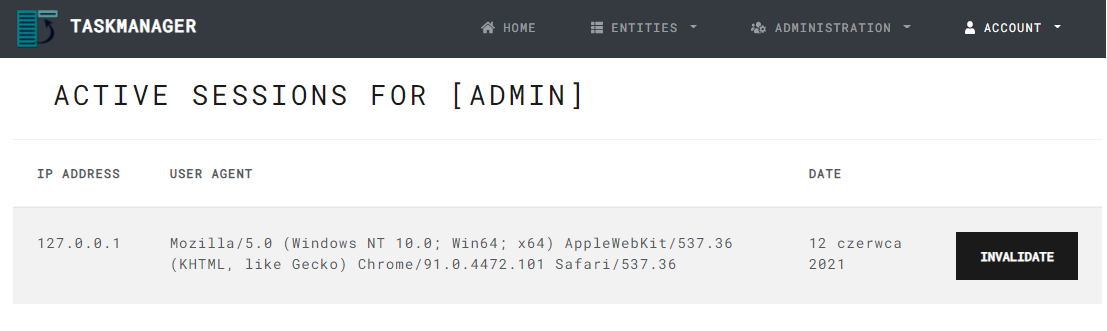 TASKMANAGER
HOME
ENTITIES
ADMINISTRATION
ACCOUNT
ACTIVE SESSIONS FOR [ADMIN]
IP ADDRESS
USER AGENT
DATE
127.0.0.1
Mozilla/5.0 (Windows NT 10.0; Win64; x64) AppleWebKit/537.36
(KHTML, like Gecko) Chrome/91.0.4472.101 Safari/537.36
12 czerwca
2021
INVALIDATE